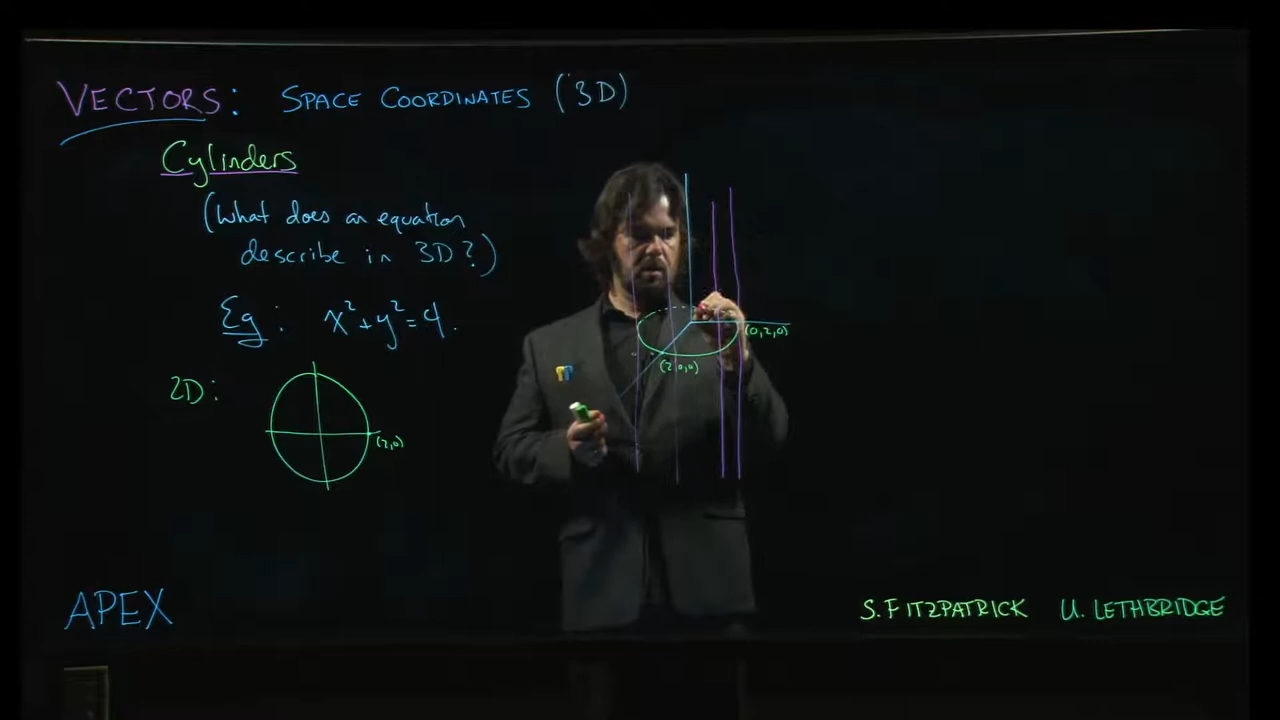 VECTORS: SPACE COORDINATES (3D)
Cylinders
(What does an equation
describe in 3D?)
Eg: x²+y²=4.
2D:
(2,0)
(0,2,0)
(2,0,0)
APEX
S. FITZPATRICK U. LETHBRIDGE